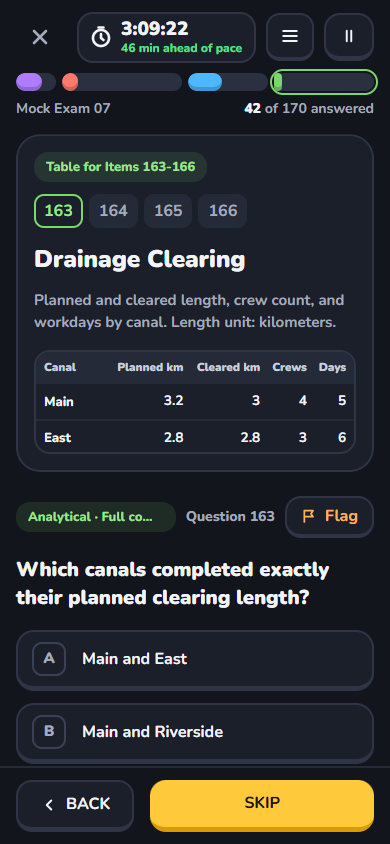 3:09:22
46 min ahead of pace
Mock Exam 07
42 of 170 answered
Table for Items 163-166
163 164 165 166
Drainage Clearing
Planned and cleared length, crew count, and
workdays by canal. Length unit: kilometers.
Canal Planned km Cleared km Crews Days
Main 3.2 3 4 5
East 2.8 2.8 3 6
Analytical · Full co...
Question 163
Flag
Which canals completed exactly
their planned clearing length?
A Main and East
B Main and Riverside
BACK
SKIP